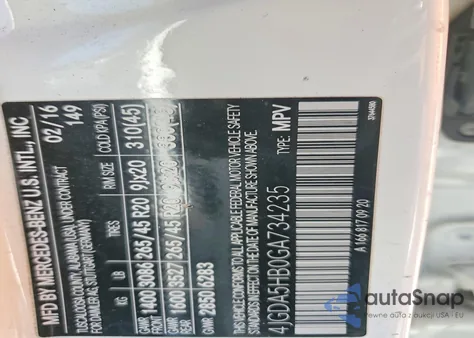 MFD BY MERCEDES-BENZ U.S. INTL., INC
TUSCALOOSA COUNTY, ALABAMA, USA, UNDER CONTRACT
FOR DAIMLER AG, STUTTGART (GERMANY)
02/16
149
KG LB RIM SIZE COLD KPA (PSI)
GAWR FRONT 1400 3086 265/45 R20 9Jx20 310(45)
GAWR REAR 1600 3527 265/45 R20
GVWR 2850 6283
THIS VEHICLE CONFORMS TO ALL APPLICABLE FEDERAL MOTOR VEHICLE SAFETY
STANDARDS IN EFFECT ON THE DATE OF MANUFACTURE SHOWN ABOVE
4JGDA5HB0GA734235 TYPE: MPV
A 166 817 09 20
autaSnap